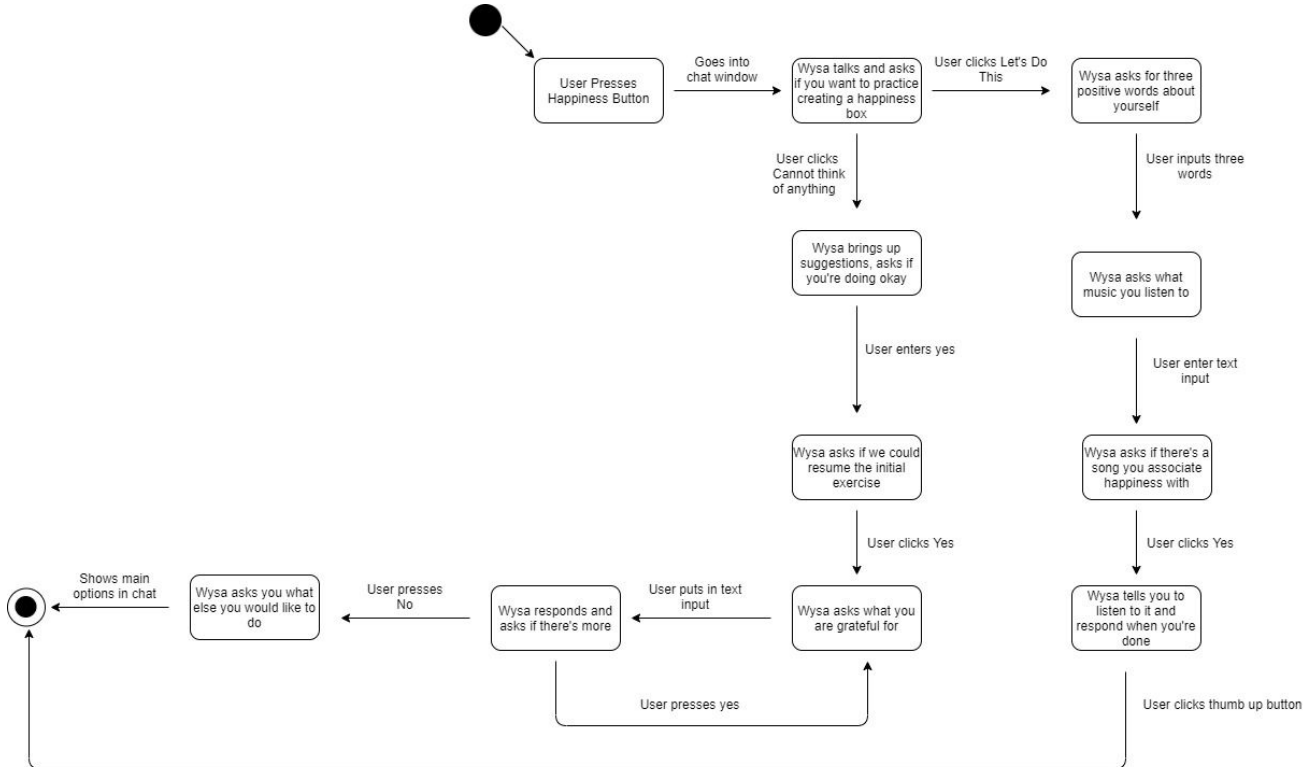 User Presses
Happiness Button
Goes into
chat window
Wysa talks and asks
if you want to practice
creating a happiness
box
User clicks Let's Do
This
Wysa asks for three
positive words about
yourself
User clicks
Cannot think
of anything
User inputs three
words
Wysa brings up
suggestions, asks if
you're doing okay
Wysa asks what
music you listen to
User enters yes
User enter text
input
Wysa asks if we could
resume the initial
exercise
Wysa asks if there's a
song you associate
happiness with
User clicks Yes
User clicks Yes
Shows main
options in chat
Wysa asks you what
else you would like to
do
User presses
No
Wysa responds and
asks if there's more
User puts in text
input
Wysa asks what you
are grateful for
Wysa tells you to
listen to it and
respond when you're
done
User presses yes
User clicks thumb up button